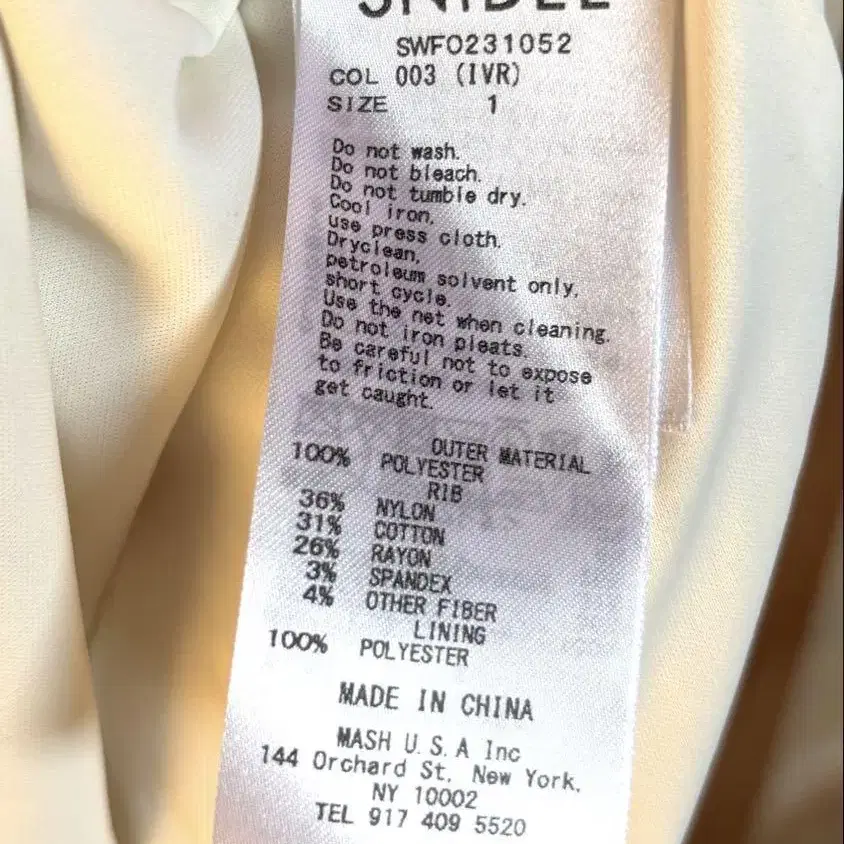 SNIDEL
SWFO231052
COL 003 (IVR)
SIZE 1
Do not wash.
Do not bleach.
Do not tumble dry.
Cool iron.
use press cloth.
Dryclean.
petroleum solvent only.
short cycle.
Use the net when cleaning.
Do not iron pleats.
Be careful not to expose
to friction or let it
get caught.
OUTER MATERIAL
100% POLYESTER
RIB
36% NYLON
31% COTTON
26% RAYON
3% SPANDEX
4% OTHER FIBER
LINING
100% POLYESTER
MADE IN CHINA
MASH U.S.A Inc
144 Orchard St. New York.
NY 10002
TEL 917 409 5520